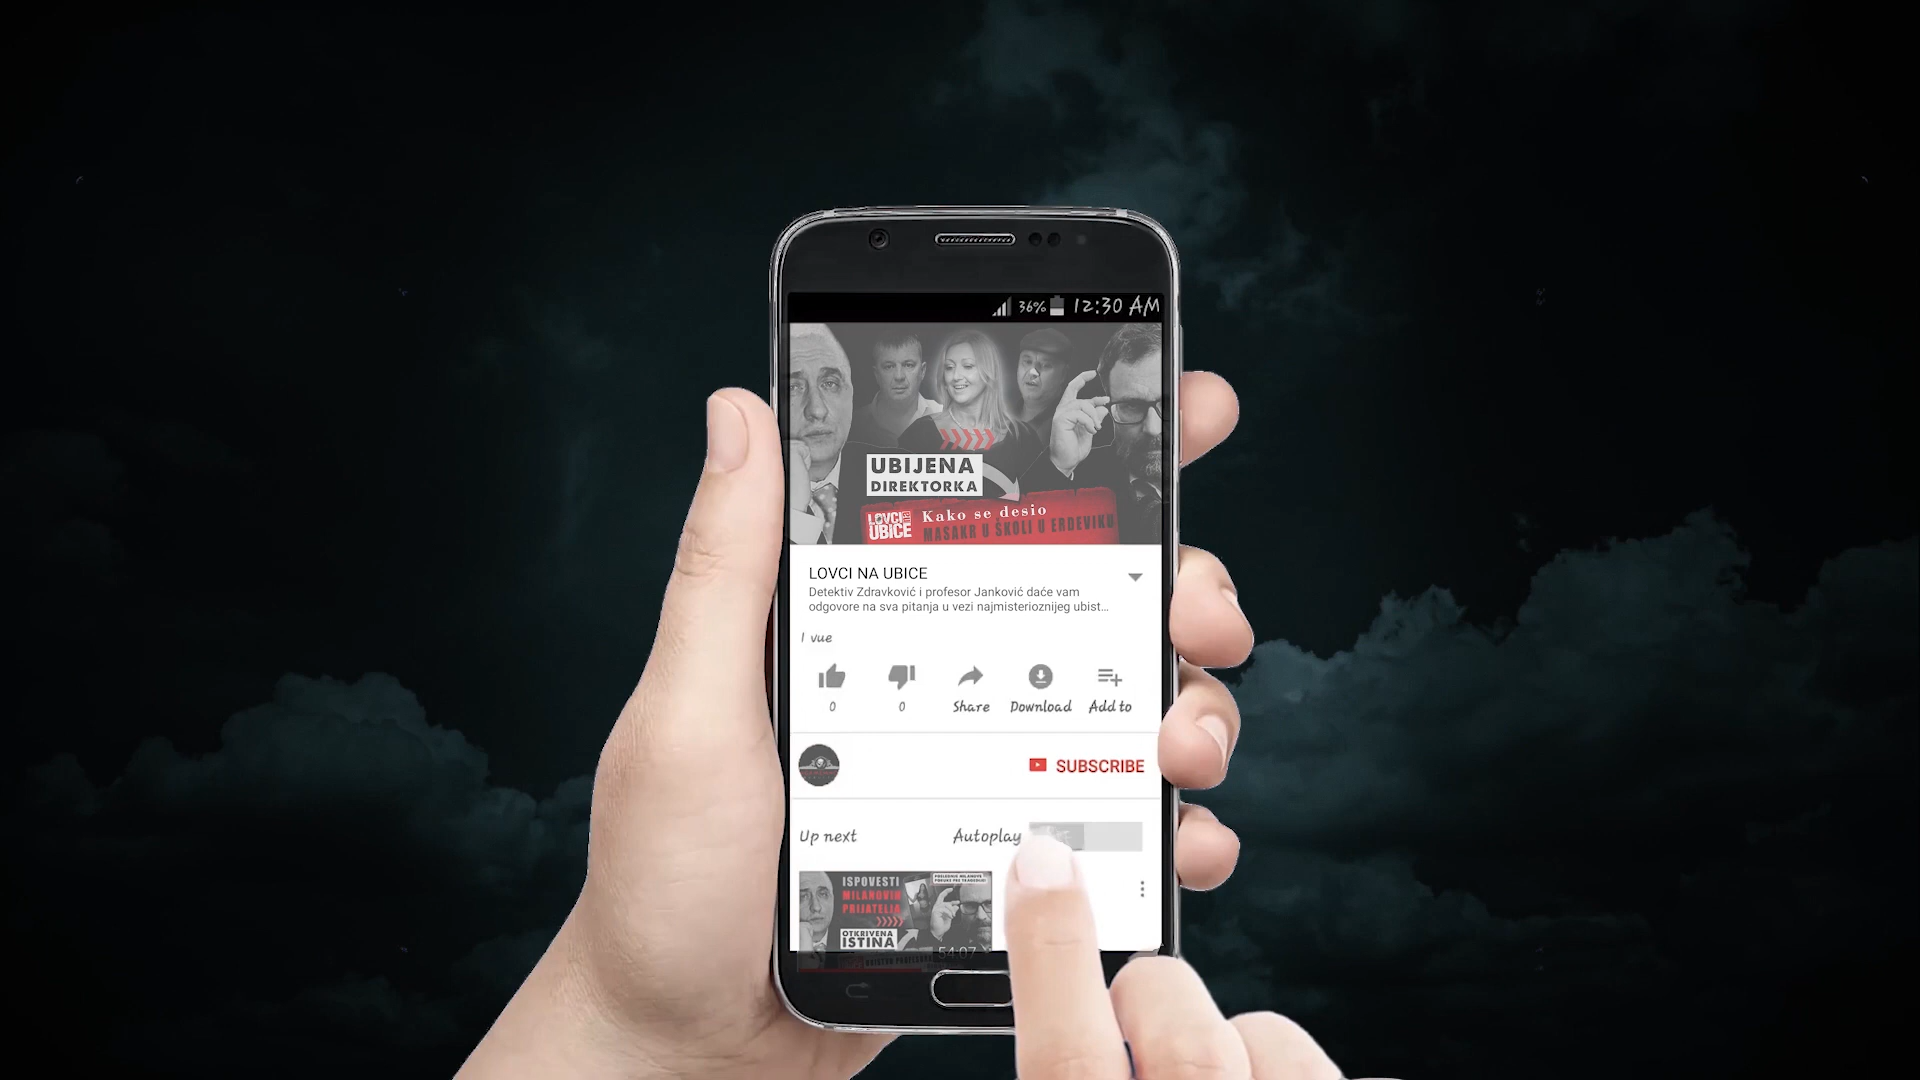 36% 12:30 AM
UBIJENA
DIREKTORKA
LOVCI NA
UBICE
Kako se desio
MASAKR U ŠKOLI U ERDEVIKU
LOVCI NA UBICE
Detektiv Zdravković i profesor Janković daće vam
odgovore na sva pitanja u vezi najmisterioznijeg ubist...
1 vue
0 0 Share Download Add to
SUBSCRIBE
Up next Autoplay
ISPOVESTI
MILANOVIH
PRIJATELJA
OTKRIVENA
ISTINA
54:07